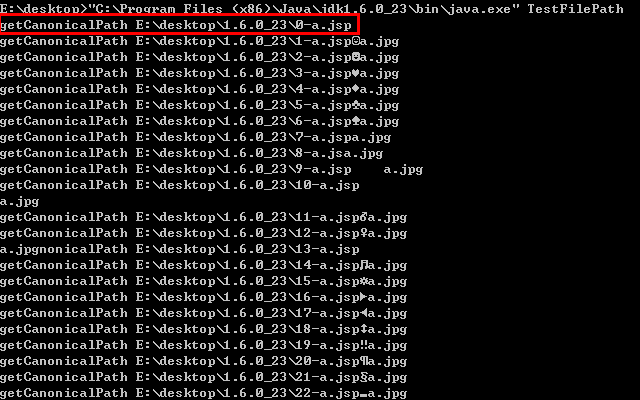 E:\desktop>"C:\Program Files (x86)\Java\jdk1.6.0_23\bin\java.exe" TestFilePath
getCanonicalPath E:\desktop\1.6.0_23\0-a.jsp
getCanonicalPath E:\desktop\1.6.0_23\1-a.jsp☺a.jpg
getCanonicalPath E:\desktop\1.6.0_23\2-a.jsp☻a.jpg
getCanonicalPath E:\desktop\1.6.0_23\3-a.jsp♥a.jpg
getCanonicalPath E:\desktop\1.6.0_23\4-a.jsp♦a.jpg
getCanonicalPath E:\desktop\1.6.0_23\5-a.jsp♣a.jpg
getCanonicalPath E:\desktop\1.6.0_23\6-a.jsp♠a.jpg
getCanonicalPath E:\desktop\1.6.0_23\7-a.jspa.jpg
getCanonicalPath E:\desktop\1.6.0_23\8-a.jsa.jpg
getCanonicalPath E:\desktop\1.6.0_23\9-a.jsp    a.jpg
getCanonicalPath E:\desktop\1.6.0_23\10-a.jsp
a.jpg
getCanonicalPath E:\desktop\1.6.0_23\11-a.jsp♂a.jpg
getCanonicalPath E:\desktop\1.6.0_23\12-a.jsp♀a.jpg
a.jpgnonicalPath E:\desktop\1.6.0_23\13-a.jsp
getCanonicalPath E:\desktop\1.6.0_23\14-a.jsp♫a.jpg
getCanonicalPath E:\desktop\1.6.0_23\15-a.jsp☼a.jpg
getCanonicalPath E:\desktop\1.6.0_23\16-a.jsp►a.jpg
getCanonicalPath E:\desktop\1.6.0_23\17-a.jsp◄a.jpg
getCanonicalPath E:\desktop\1.6.0_23\18-a.jsp↕a.jpg
getCanonicalPath E:\desktop\1.6.0_23\19-a.jsp‼a.jpg
getCanonicalPath E:\desktop\1.6.0_23\20-a.jsp¶a.jpg
getCanonicalPath E:\desktop\1.6.0_23\21-a.jsp§a.jpg
getCanonicalPath E:\desktop\1.6.0_23\22-a.jsp▬a.jpg